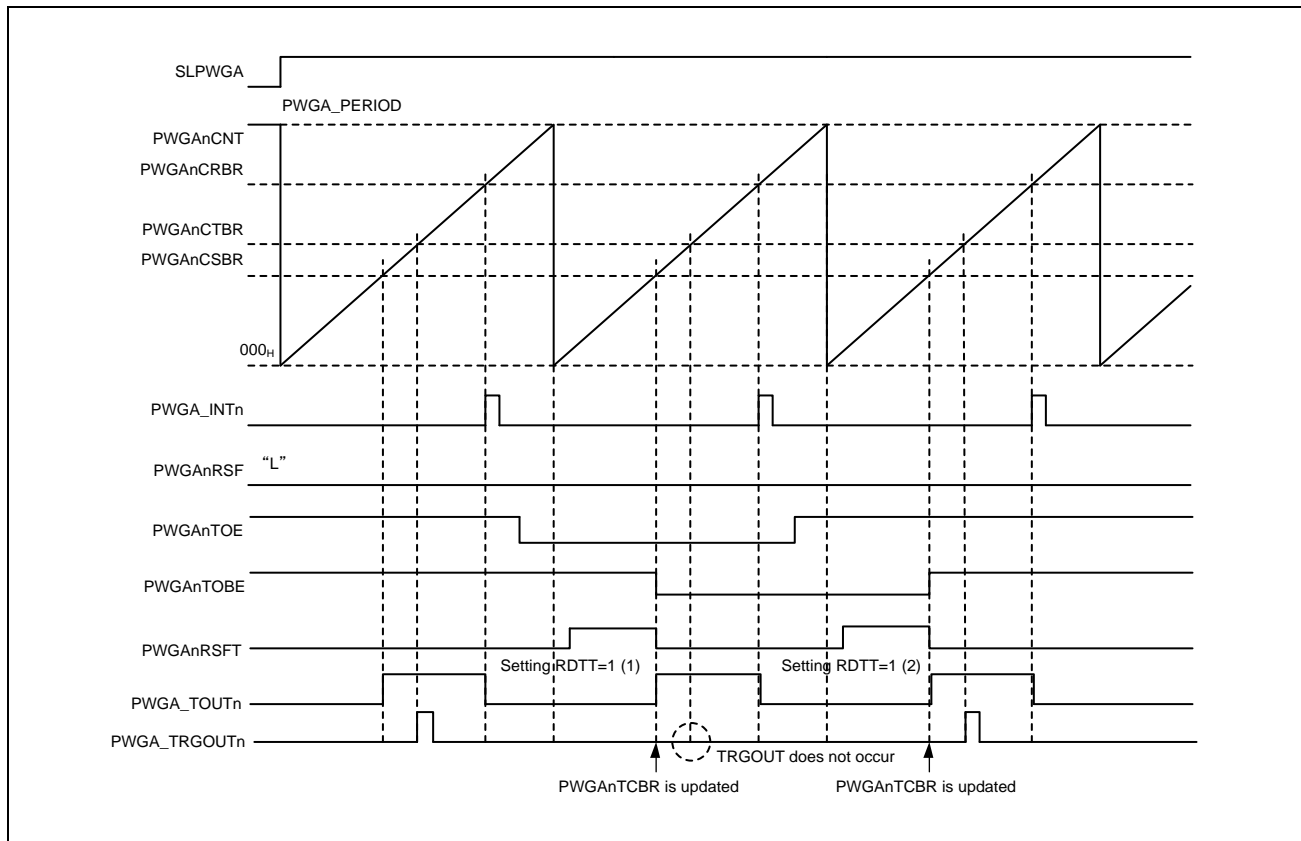 SLPWGA
PWGA_PERIOD
PWGAnCNT
PWGAnCRBR
PWGAnCTBR
PWGAnCSBR
000H
PWGA_INTn
PWGAnRSF “L”
PWGAnTOE
PWGAnTOBE
PWGAnRSFT
Setting RDTT=1 (1) Setting RDTT=1 (2)
PWGA_TOUTn
PWGA_TRGOUTn
TRGOUT does not occur
PWGAnTCBR is updated PWGAnTCBR is updated